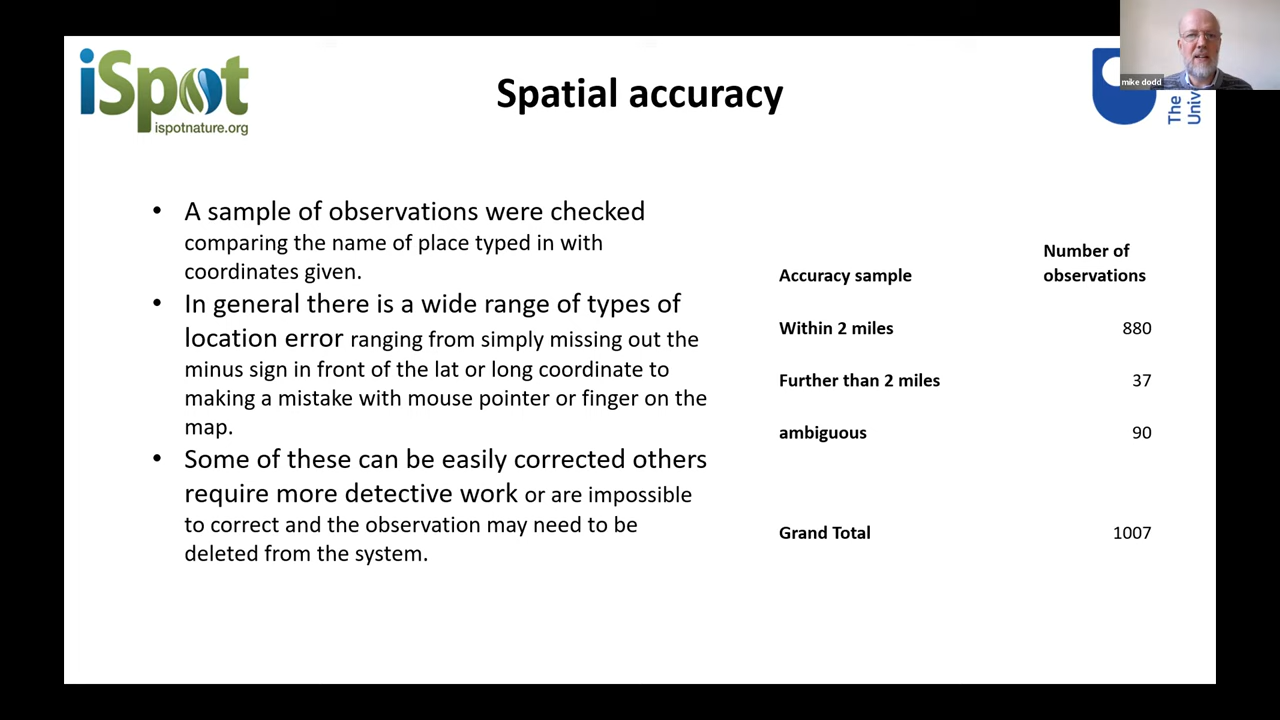 iSpot
ispotnature.org
Spatial accuracy
mike dodd
The
Univ
• A sample of observations were checked
comparing the name of place typed in with
coordinates given.
• In general there is a wide range of types of
location error ranging from simply missing out the
minus sign in front of the lat or long coordinate to
making a mistake with mouse pointer or finger on the
map.
• Some of these can be easily corrected others
require more detective work or are impossible
to correct and the observation may need to be
deleted from the system.
Number of
Accuracy sample observations
Within 2 miles 880
Further than 2 miles 37
ambiguous 90
Grand Total 1007